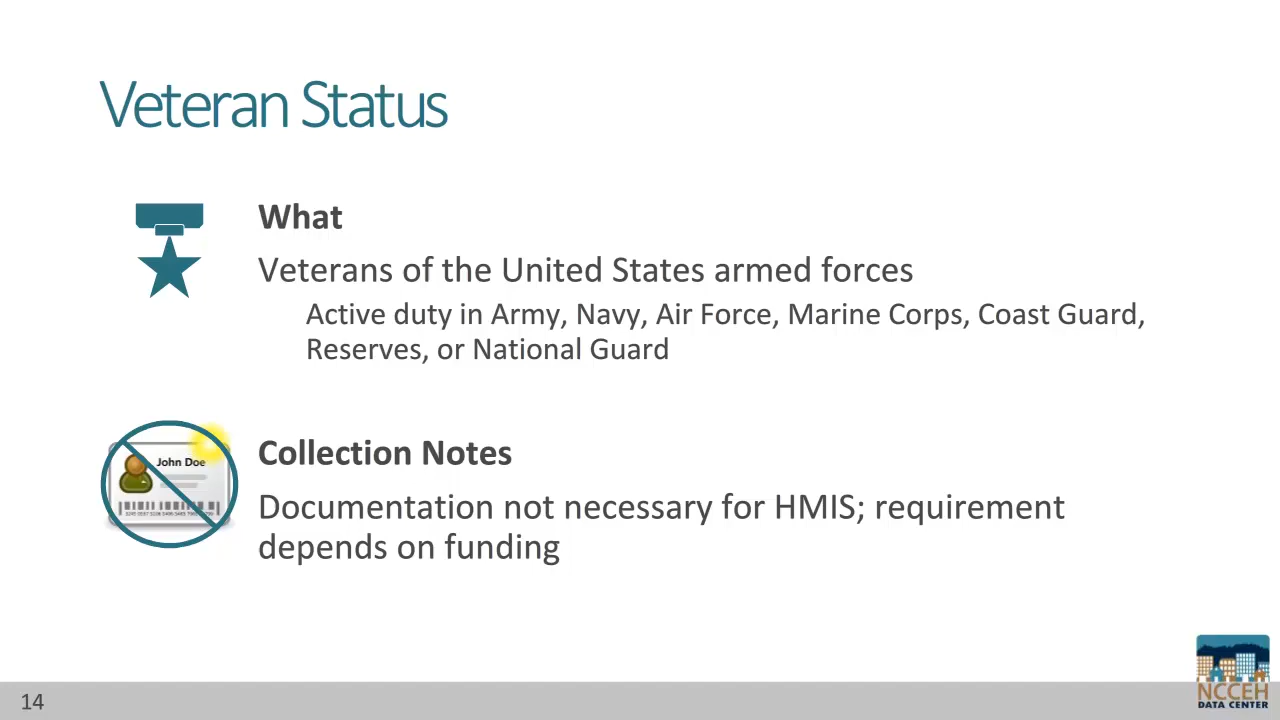 Veteran Status
What
Veterans of the United States armed forces
Active duty in Army, Navy, Air Force, Marine Corps, Coast Guard,
Reserves, or National Guard
John Doe
Collection Notes
Documentation not necessary for HMIS; requirement
depends on funding
NCCEH
DATA CENTER
14